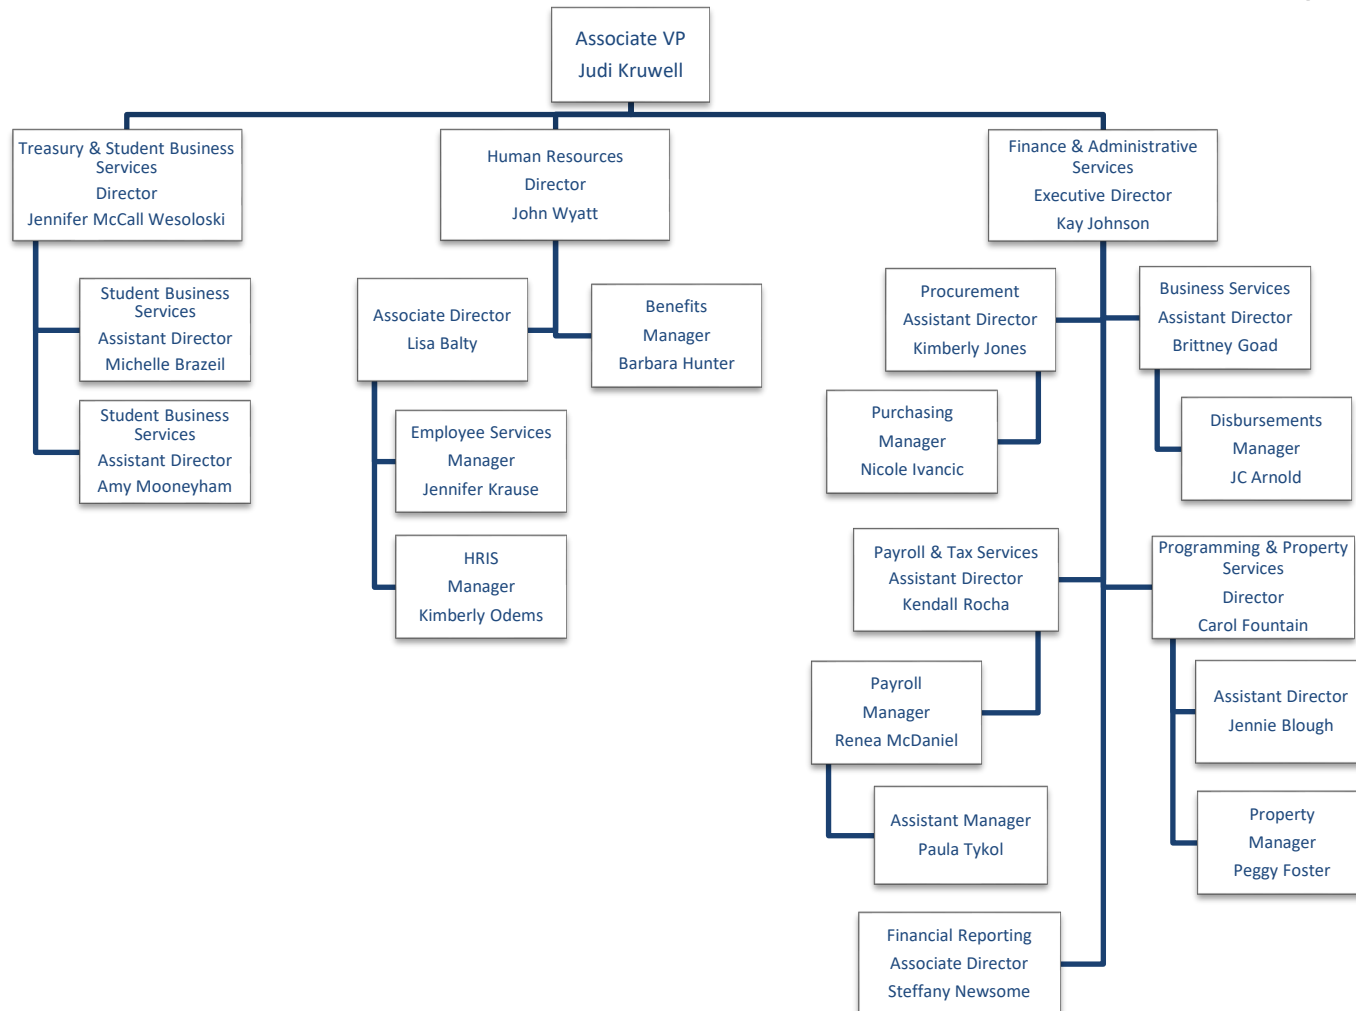 Associate VP
Judi Kruwell
Treasury & Student Business
Services
Director
Jennifer McCall Wesoloski
Human Resources
Director
John Wyatt
Finance & Administrative
Services
Executive Director
Kay Johnson
Student Business
Services
Assistant Director
Michelle Brazeil
Student Business
Services
Assistant Director
Amy Mooneyham
Associate Director
Lisa Balty
Benefits
Manager
Barbara Hunter
Employee Services
Manager
Jennifer Krause
HRIS
Manager
Kimberly Odems
Procurement
Assistant Director
Kimberly Jones
Business Services
Assistant Director
Brittney Goad
Purchasing
Manager
Nicole Ivancic
Disbursements
Manager
JC Arnold
Payroll & Tax Services
Assistant Director
Kendall Rocha
Programming & Property
Services
Director
Carol Fountain
Payroll
Manager
Renea McDaniel
Assistant Director
Jennie Blough
Assistant Manager
Paula Tykol
Property
Manager
Peggy Foster
Financial Reporting
Associate Director
Steffany Newsome